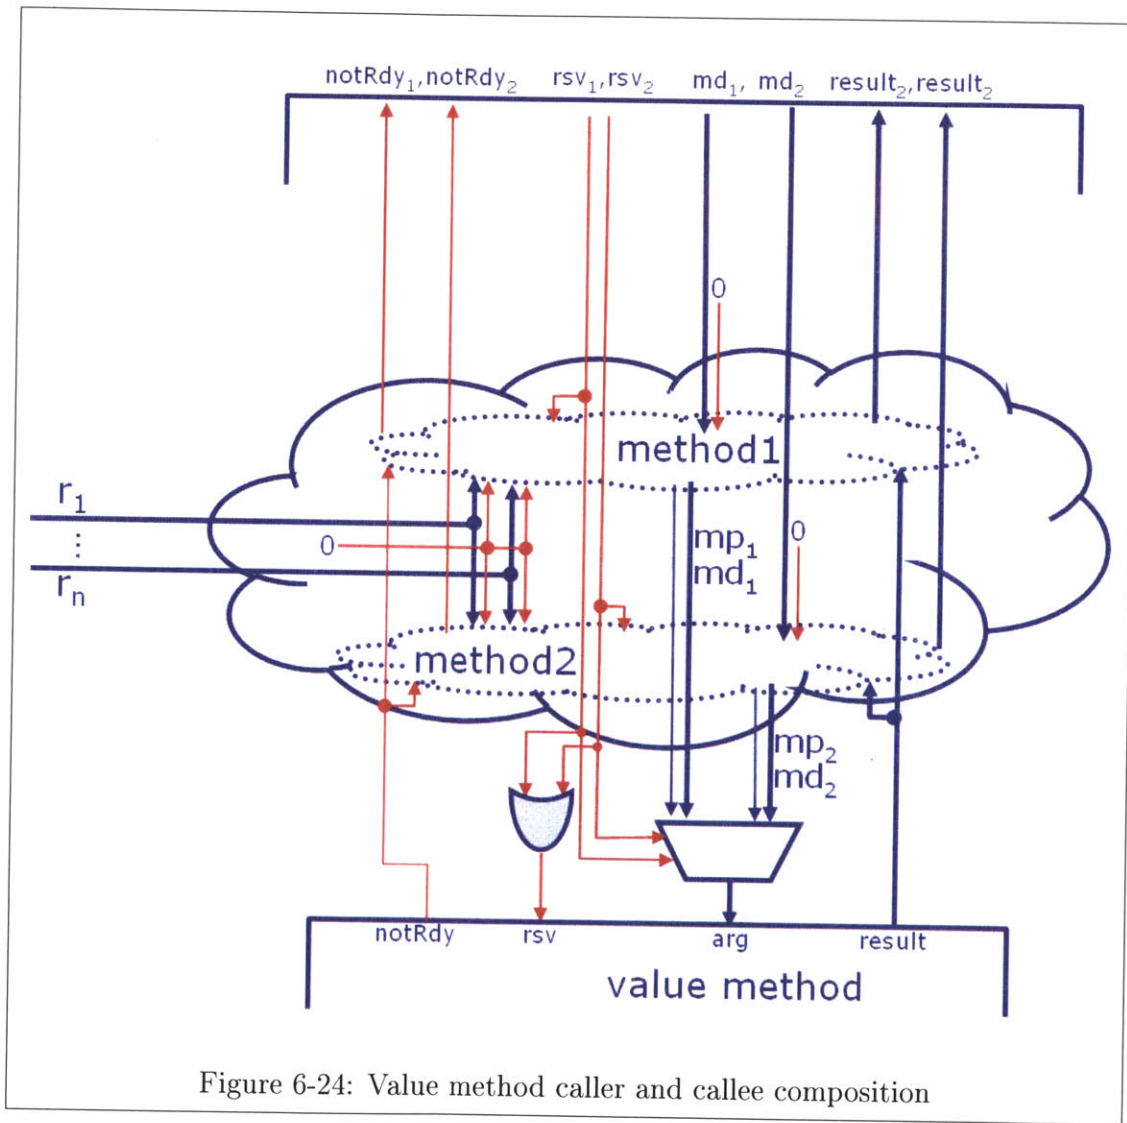 notRdy₁,notRdy₂ rsv₁,rsv₂ md₁, md₂ result₂,result₂
0
method1
r₁
⋮
rₙ
0
0
mp₁
md₁
method2
mp₂
md₂
notRdy rsv arg result
value method
Figure 6-24: Value method caller and callee composition